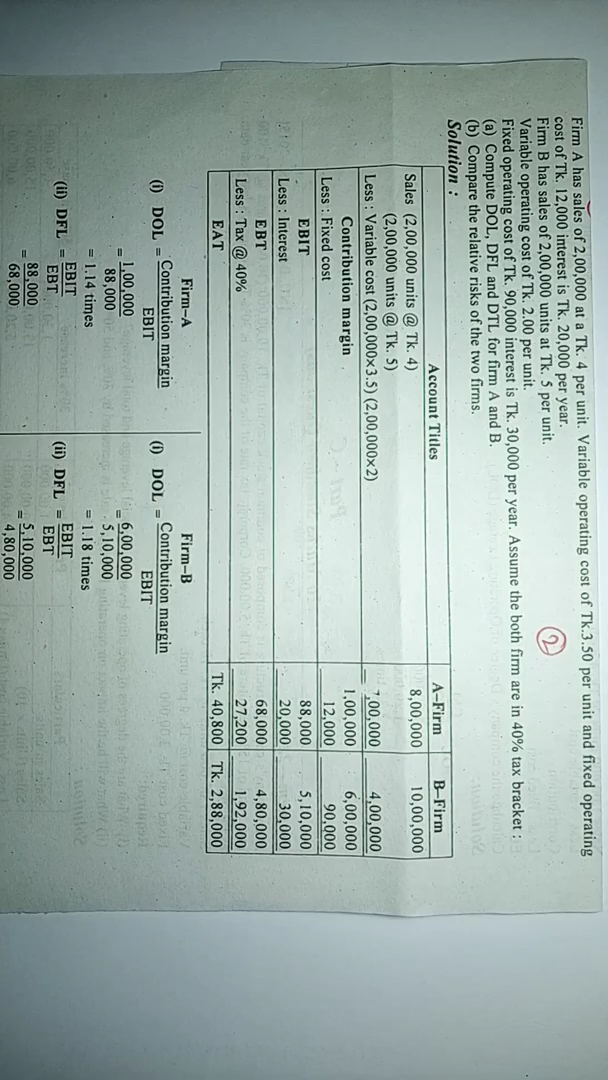 Firm A has sales of 2,00,000 at a Tk. 4 per unit. Variable operating cost of Tk.3.50 per unit and fixed operating
cost of Tk. 12,000 interest is Tk. 20,000 per year.
Firm B has sales of 2,00,000 units at Tk. 5 per unit.
2
Variable operating cost of Tk. 2.00 per unit.
Fixed operating cost of Tk. 90,000 interest is Tk. 30,000 per year. Assume the both firm are in 40% tax bracket :
(a) Compute DOL, DFL and DTL for firm A and B.
(b) Compare the relative risks of the two firms.
Solution :
Account Titles A–Firm B–Firm
Sales (2,00,000 units @ Tk. 4) 8,00,000 10,00,000
(2,00,000 units @ Tk. 5)
Less : Variable cost (2,00,000×3.5) (2,00,000×2) 7,00,000 4,00,000
Contribution margin 1,00,000 6,00,000
Less : Fixed cost 12,000 90,000
EBIT 88,000 5,10,000
Less : Interest 20,000 30,000
EBT 68,000 4,80,000
Less : Tax @ 40% 27,200 1,92,000
EAT Tk. 40,800 Tk. 2,88,000
Firm–A
(i) DOL = Contribution margin
EBIT
= 1,00,000
88,000
= 1.14 times
(ii) DFL = EBIT
EBT
= 88,000
68,000
Firm–B
(i) DOL = Contribution margin
EBIT
= 6,00,000
5,10,000
= 1.18 times
(ii) DFL = EBIT
EBT
= 5,10,000
4,80,000